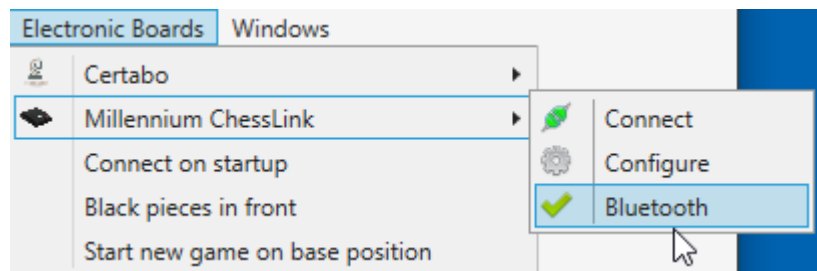 Electronic Boards Windows
Certabo
Millennium ChessLink
Connect
Connect on startup
Configure
Black pieces in front
Bluetooth
Start new game on base position